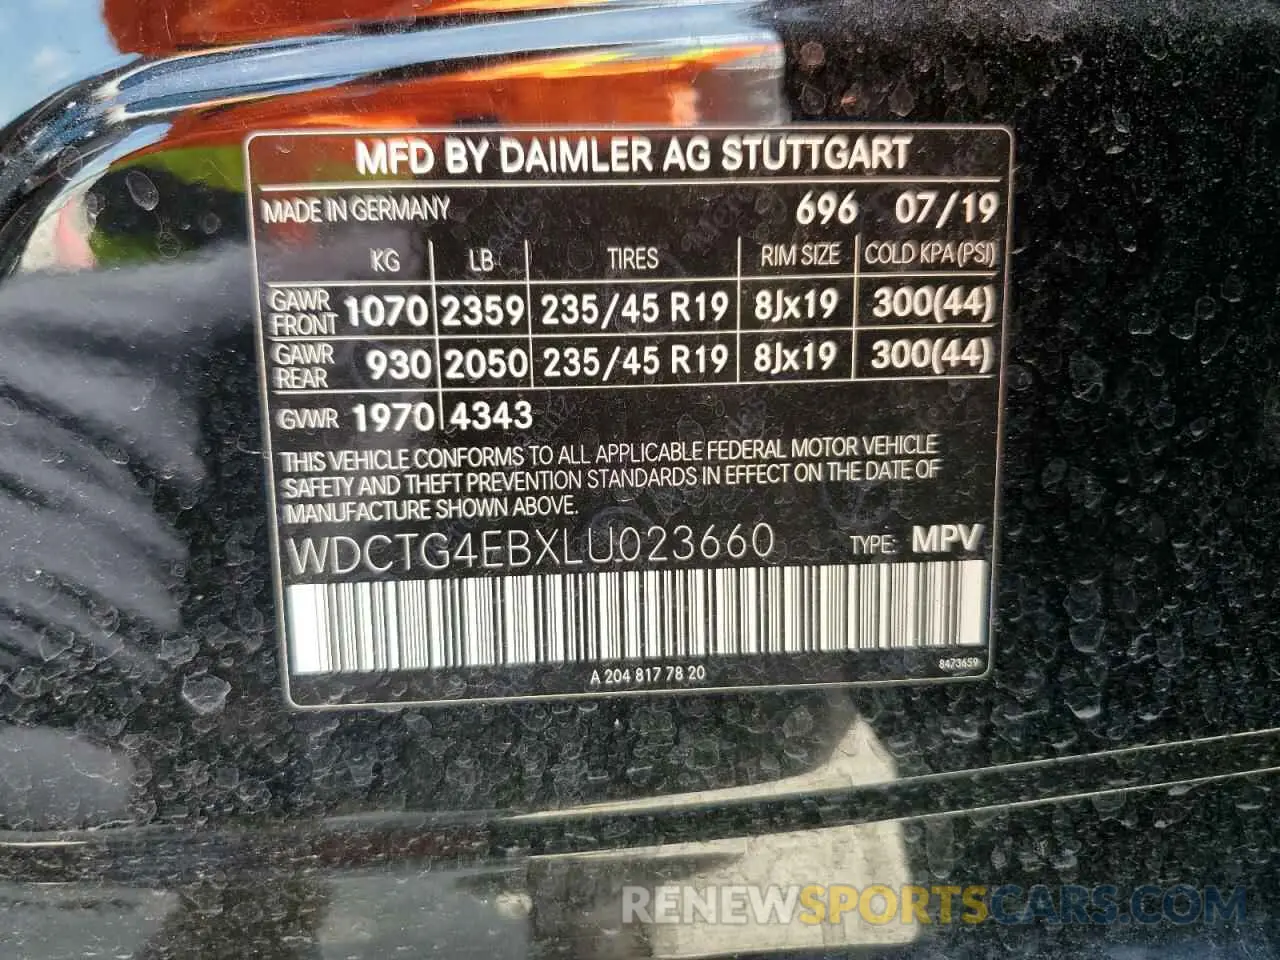 MFD BY DAIMLER AG STUTTGART
MADE IN GERMANY 696 07/19
KG LB TIRES RIM SIZE COLD KPA (PSI)
GAWR FRONT 1070 2359 235/45 R19 8Jx19 300(44)
GAWR REAR 930 2050 235/45 R19 8Jx19 300(44)
GVWR 1970 4343
THIS VEHICLE CONFORMS TO ALL APPLICABLE FEDERAL MOTOR VEHICLE
SAFETY AND THEFT PREVENTION STANDARDS IN EFFECT ON THE DATE OF
MANUFACTURE SHOWN ABOVE.
WDCTG4EBXLU023660 TYPE: MPV
A 204 817 78 20 8473659
RENEWSPORTSCARS.COM